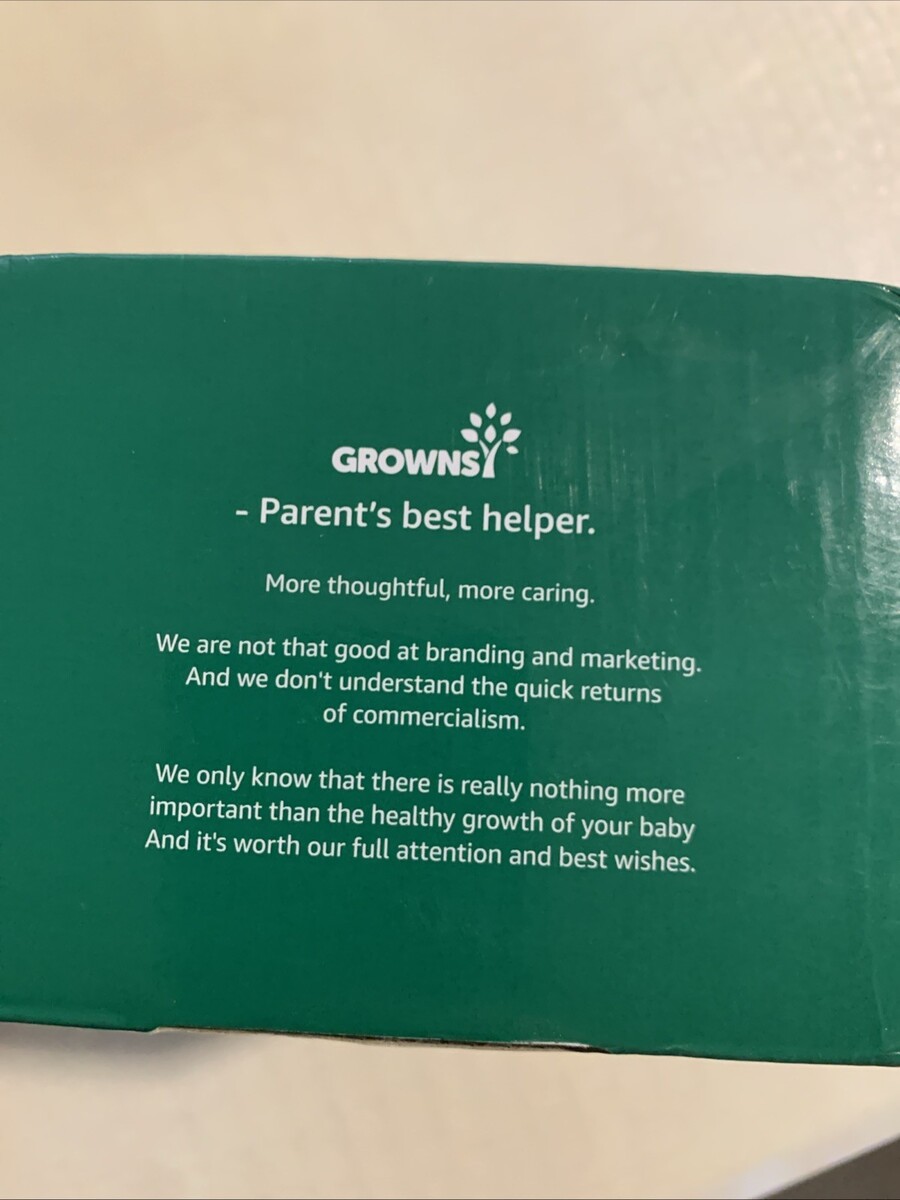 GROWNSY
- Parent's best helper.
More thoughtful, more caring.
We are not that good at branding and marketing.
And we don't understand the quick returns
of commercialism.
We only know that there is really nothing more
important than the healthy growth of your baby
And it's worth our full attention and best wishes.